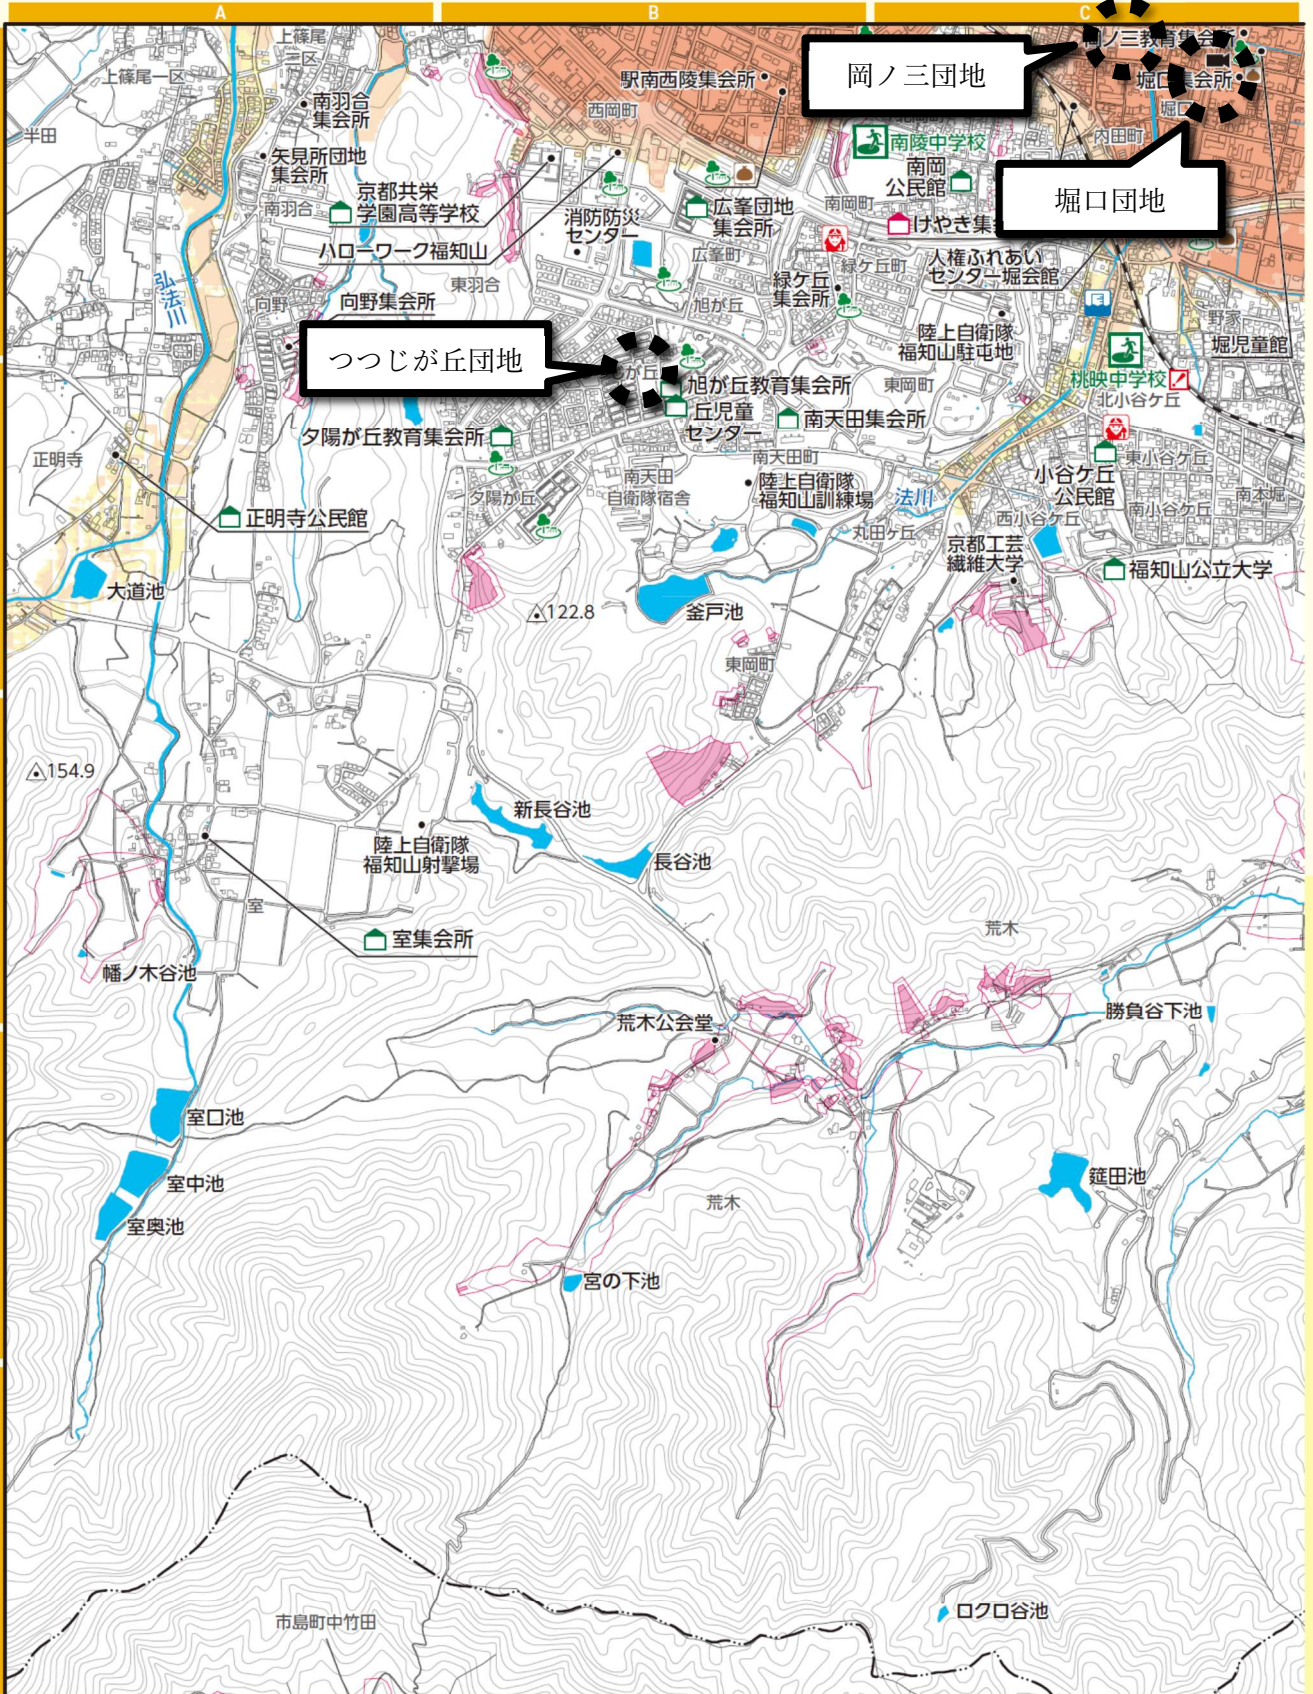 A
B
C
上篠尾
三区
上篠尾一区
南羽合
集会所
半田
矢見所団地
集会所
南羽合
京都共栄
学園高等学校
ハローワーク福知山
弘法川
向野
向野集会所
東羽合
駅南西陵集会所
西岡町
消防防災
センター
広峯団地
集会所
広峯町
旭が丘
岡ノ三団地
ノ三教育集会所
堀口集会所
堀口
内田町
堀口団地
南陵中学校
南岡
公民館
南岡町
けやき集
緑ケ丘町
緑ケ丘
集会所
人権ふれあい
センター堀会館
陸上自衛隊
福知山駐屯地
野家
堀児童館
桃映中学校
北小谷ケ丘
東岡町
つつじが丘団地
が丘
旭が丘教育集会所
丘児童
センター
南天田集会所
夕陽が丘教育集会所
南天田町
正明寺
正明寺公民館
夕陽が丘
南天田
自衛隊宿舎
陸上自衛隊
福知山訓練場
法川
丸田ケ丘
小谷ケ丘
公民館
東小谷ケ丘
南本堀
南小谷ケ丘
西小谷ケ丘
京都工芸
繊維大学
福知山公立大学
大道池
122.8
釜戸池
東岡町
154.9
新長谷池
長谷池
陸上自衛隊
福知山射撃場
室
室集会所
幡ノ木谷池
荒木
荒木公会堂
勝負谷下池
室口池
室中池
室奥池
荒木
筵田池
宮の下池
市島町中竹田
ロクロ谷池